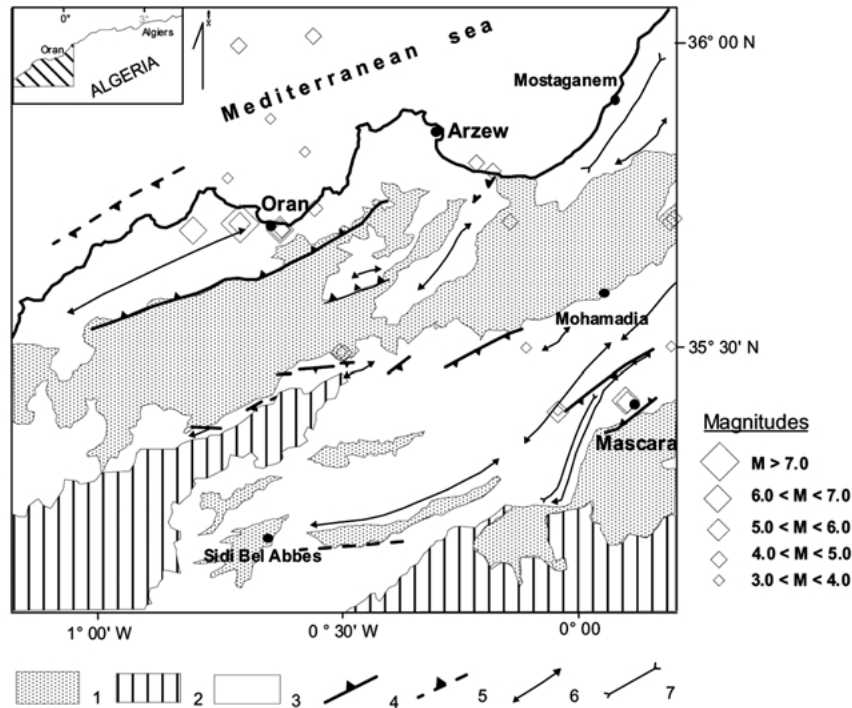 0° 3°
Algiers
Oran
ALGERIA
Mediterranean sea
36° 00 N
Mostaganem
Arzew
Oran
Mohamadia
35° 30' N
Mascara
Sidi Bel Abbès
Magnitudes
M > 7.0
6.0 < M < 7.0
5.0 < M < 6.0
4.0 < M < 5.0
3.0 < M < 4.0
1° 00' W 0° 30' W 0° 00'
1 2 3 4 5 6 7